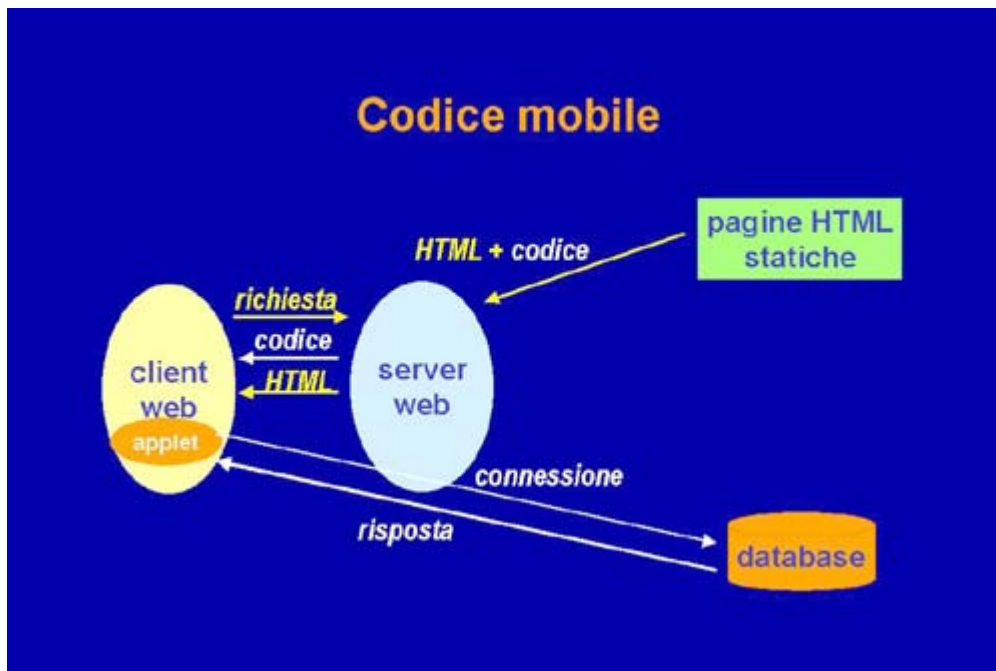 Codice mobile
pagine HTML
statiche
HTML + codice
richiesta
codice
HTML
client
web
applet
server
web
connessione
risposta
database